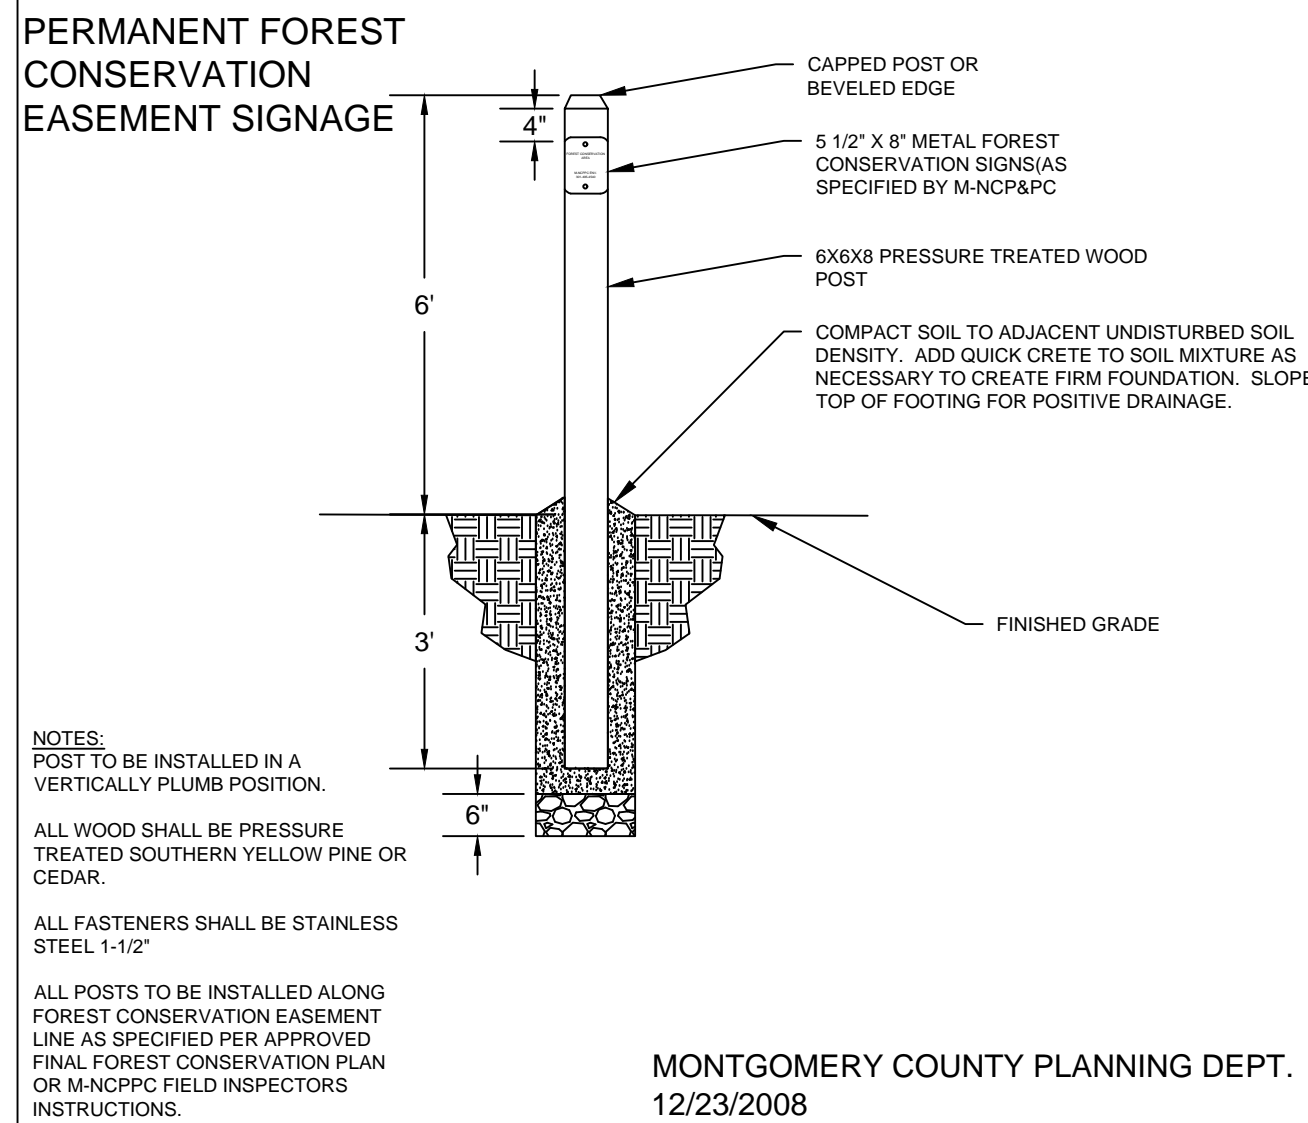 PERMANENT FOREST
CONSERVATION
EASEMENT SIGNAGE
CAPPED POST OR
BEVELED EDGE
4"
5 1/2" X 8" METAL FOREST
CONSERVATION SIGNS(AS
SPECIFIED BY M-NCP&PC
FOREST CONSERVATION
AREA
6X6X8 PRESSURE TREATED WOOD
POST
6'
COMPACT SOIL TO ADJACENT UNDISTURBED SOIL
DENSITY. ADD QUICK CRETE TO SOIL MIXTURE AS
NECESSARY TO CREATE FIRM FOUNDATION. SLOPE
TOP OF FOOTING FOR POSITIVE DRAINAGE.
FINISHED GRADE
3'
6"
NOTES:
POST TO BE INSTALLED IN A
VERTICALLY PLUMB POSITION.
ALL WOOD SHALL BE PRESSURE
TREATED SOUTHERN YELLOW PINE OR
CEDAR.
ALL FASTENERS SHALL BE STAINLESS
STEEL 1-1/2"
ALL POSTS TO BE INSTALLED ALONG
FOREST CONSERVATION EASEMENT
LINE AS SPECIFIED PER APPROVED
FINAL FOREST CONSERVATION PLAN
OR M-NCPPC FIELD INSPECTORS
INSTRUCTIONS.
MONTGOMERY COUNTY PLANNING DEPT.
12/23/2008